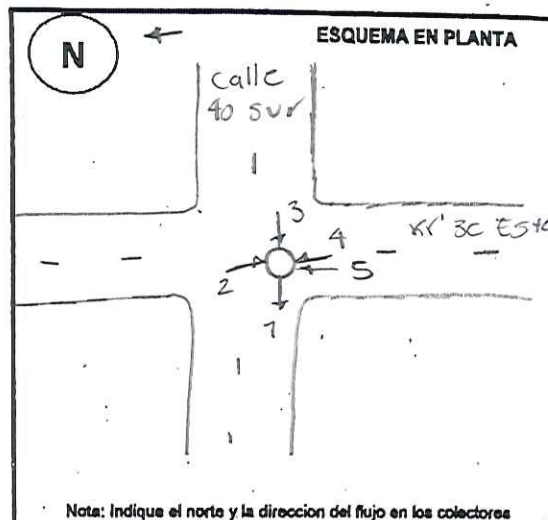 N
ESQUEMA EN PLANTA
calle
40 sur
3
4
Kr 3C Este
2
5
1
Nota: Indique el norte y la direccion del flujo en los colectores